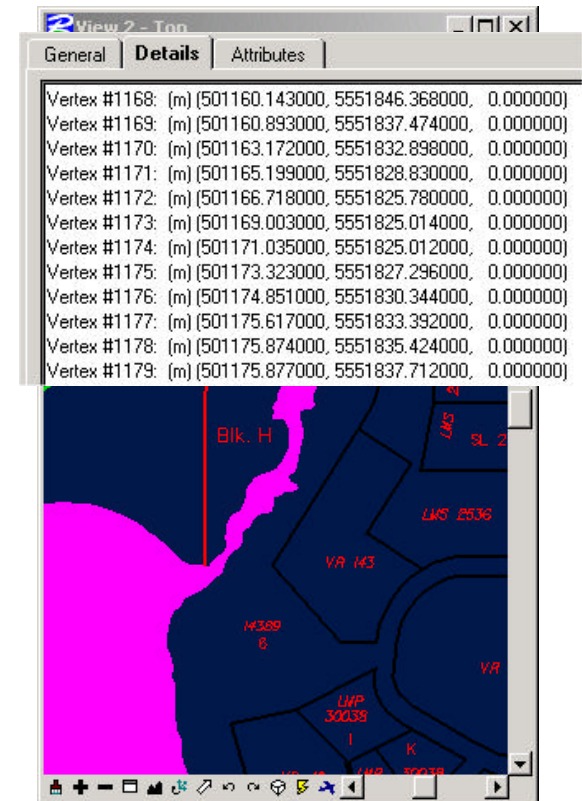 View 2 - Top
General Details Attributes
Vertex #1168: (m) (501160.143000, 5551846.368000, 0.000000)
Vertex #1169: (m) (501160.893000, 5551837.474000, 0.000000)
Vertex #1170: (m) (501163.172000, 5551832.898000, 0.000000)
Vertex #1171: (m) (501165.199000, 5551828.830000, 0.000000)
Vertex #1172: (m) (501166.718000, 5551825.780000, 0.000000)
Vertex #1173: (m) (501169.003000, 5551825.014000, 0.000000)
Vertex #1174: (m) (501171.035000, 5551825.012000, 0.000000)
Vertex #1175: (m) (501173.323000, 5551827.296000, 0.000000)
Vertex #1176: (m) (501174.851000, 5551830.344000, 0.000000)
Vertex #1177: (m) (501175.617000, 5551833.392000, 0.000000)
Vertex #1178: (m) (501175.874000, 5551835.424000, 0.000000)
Vertex #1179: (m) (501175.877000, 5551837.712000, 0.000000)
Blk. H
LMS
SL 2
LMS 2536
VR 143
14389
6
VR
LMP
30038
I
K
LMP 30038